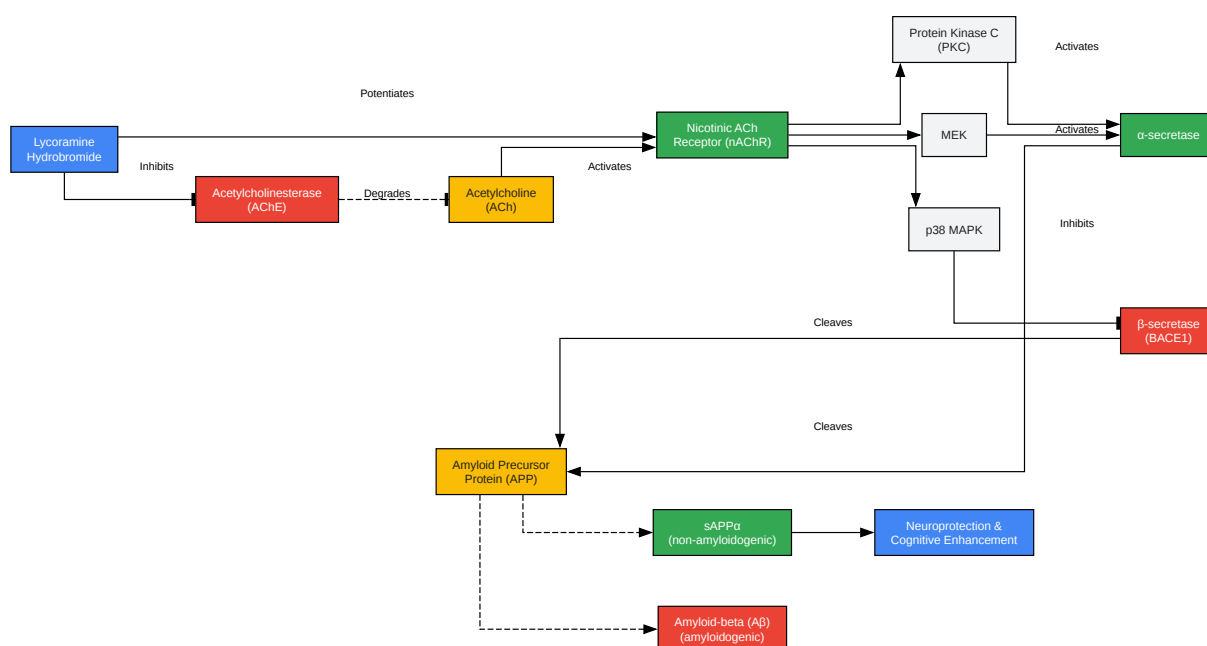 Protein Kinase C
(PKC)
Activates
Potentiates
Nicotinic ACh
Receptor (nAChR)
MEK
Activates
α-secretase
Lycoramine
Hydrobromide
Inhibits
Activates
Acetylcholinesterase
(AChE)
Degrades
Acetylcholine
(ACh)
p38 MAPK
Inhibits
Cleaves
β-secretase
(BACE1)
Cleaves
Amyloid Precursor
Protein (APP)
sAPPα
(non-amyloidogenic)
Neuroprotection &
Cognitive Enhancement
Amyloid-beta (Aβ)
(amyloidogenic)